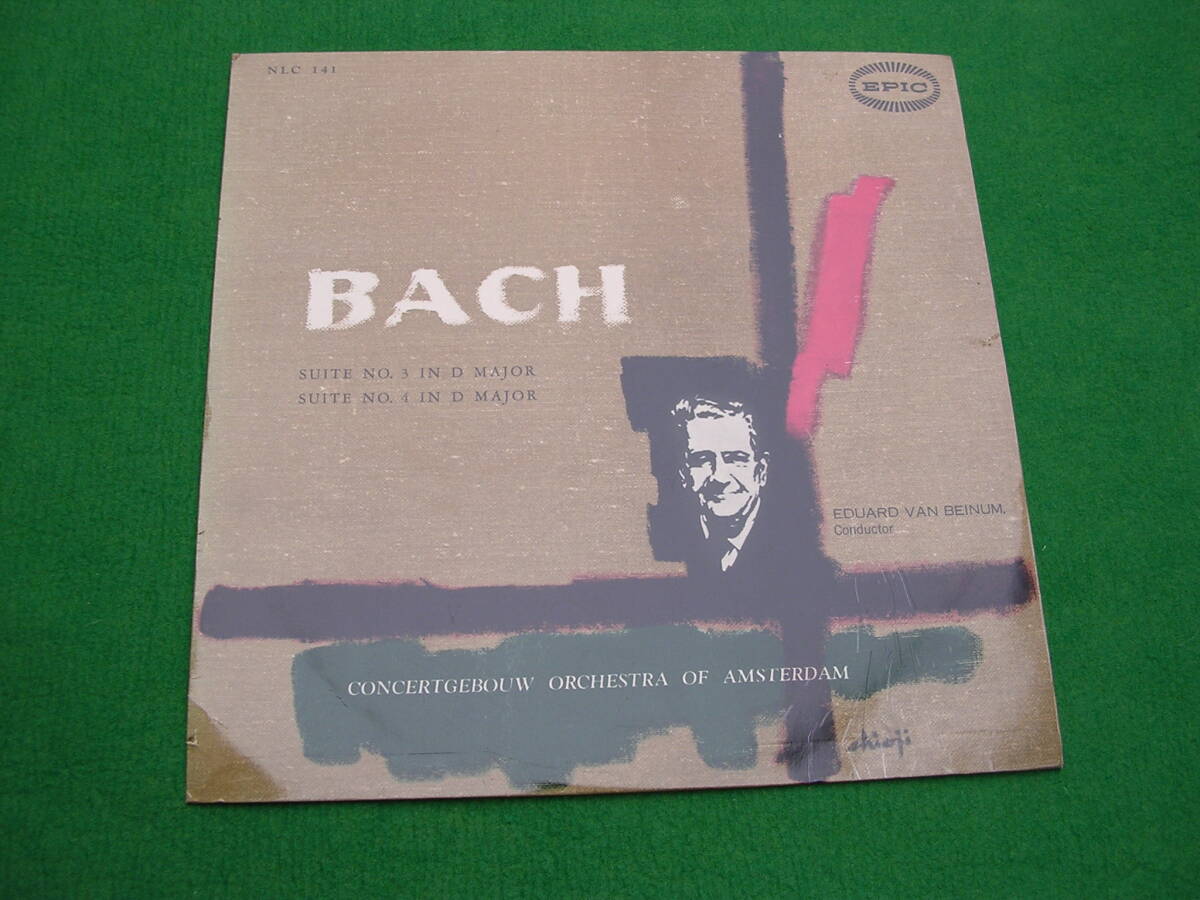 NLC 141
EPIC
BACH
SUITE NO. 3 IN D MAJOR
SUITE NO. 4 IN D MAJOR
EDUARD VAN BEINUM,
Conductor
CONCERTGEBOUW ORCHESTRA OF AMSTERDAM